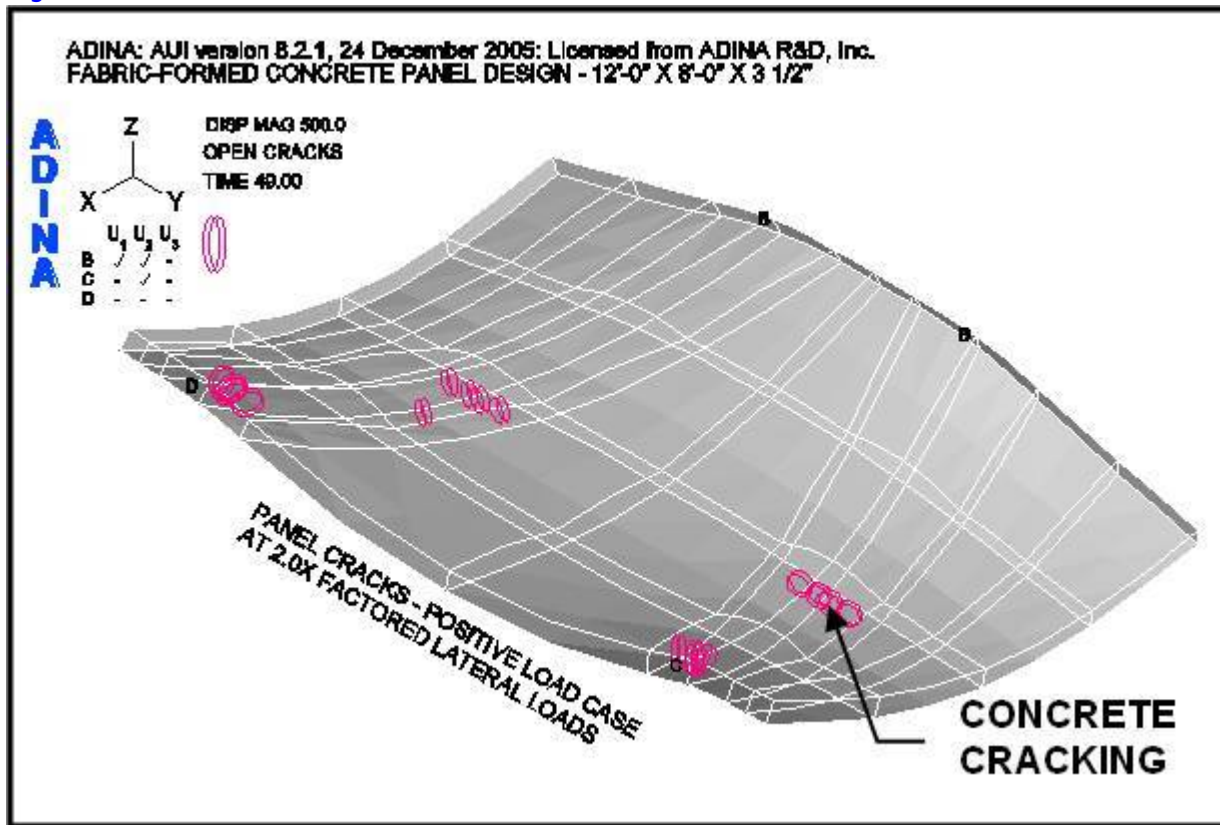 ADINA: AUI version 8.2.1, 24 December 2005: Licensed from ADINA R&D, Inc.
FABRIC-FORMED CONCRETE PANEL DESIGN - 12'-0" X 8'-0" X 3 1/2"
ADINA
Z
X Y
DISP MAG 500.0
OPEN CRACKS
TIME 49.00
U1 U2 U3
B / / -
C - / -
D - - -
B
B
D
C
PANEL CRACKS - POSITIVE LOAD CASE
AT 2.0X FACTORED LATERAL LOADS
CONCRETE
CRACKING